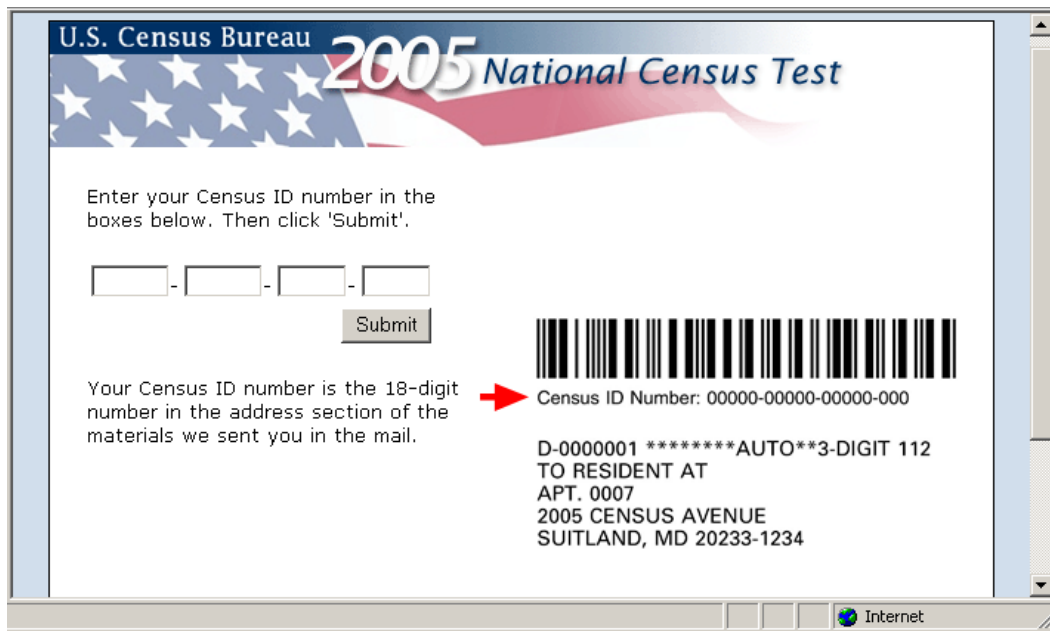 U.S. Census Bureau
2005 National Census Test
Enter your Census ID number in the
boxes below. Then click 'Submit'.
- - -
Submit
Your Census ID number is the 18-digit
number in the address section of the
materials we sent you in the mail.
Census ID Number: 00000-00000-00000-000
D-0000001 ********AUTO**3-DIGIT 112
TO RESIDENT AT
APT. 0007
2005 CENSUS AVENUE
SUITLAND, MD 20233-1234
Internet